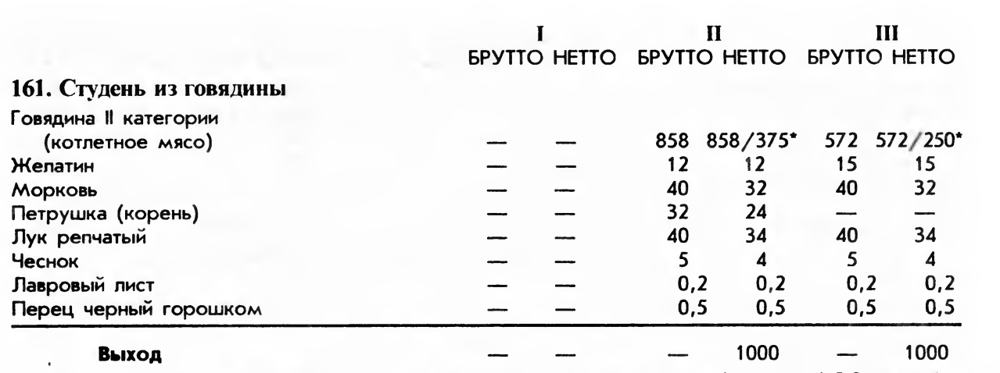 I II III
БРУТТО НЕТТО БРУТТО НЕТТО БРУТТО НЕТТО
161. Студень из говядины
Говядина II категории
(котлетное мясо) — — 858 858/375* 572 572/250*
Желатин — — 12 12 15 15
Морковь — — 40 32 40 32
Петрушка (корень) — — 32 24 — —
Лук репчатый — — 40 34 40 34
Чеснок — — 5 4 5 4
Лавровый лист — — 0,2 0,2 0,2 0,2
Перец черный горошком — — 0,5 0,5 0,5 0,5
Выход — — — 1000 — 1000